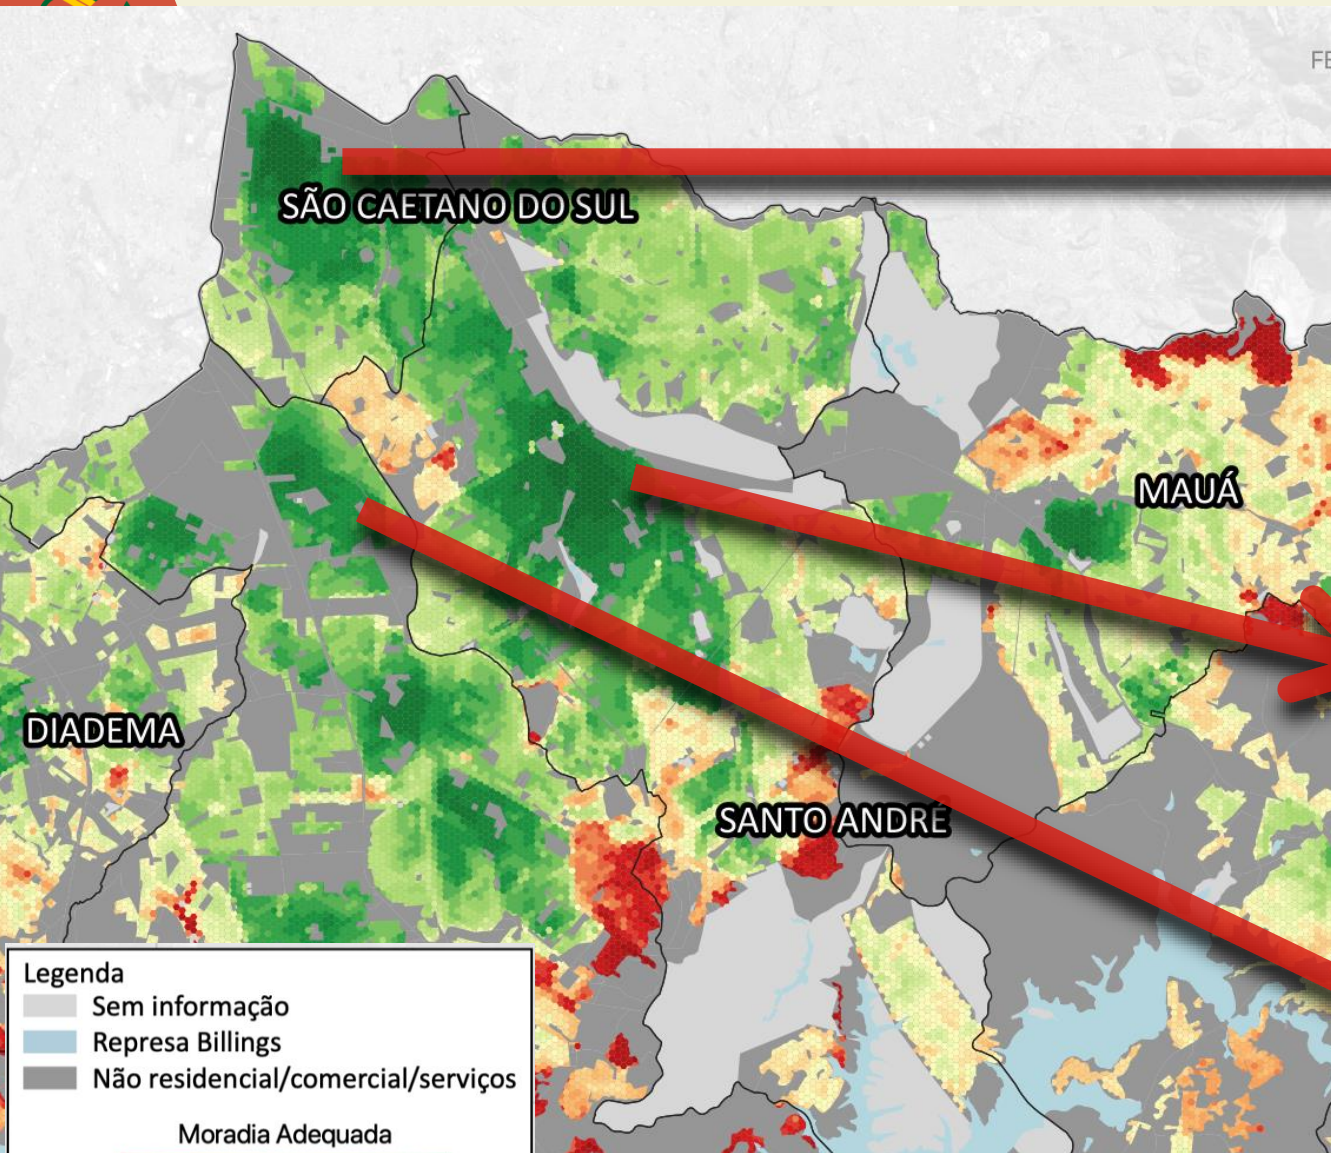 FE
SÃO CAETANO DO SUL
MAUÁ
DIADEMA
SANTO ANDRÉ
Legenda
Sem informação
Represa Billings
Não residencial/comercial/serviços
Moradia Adequada